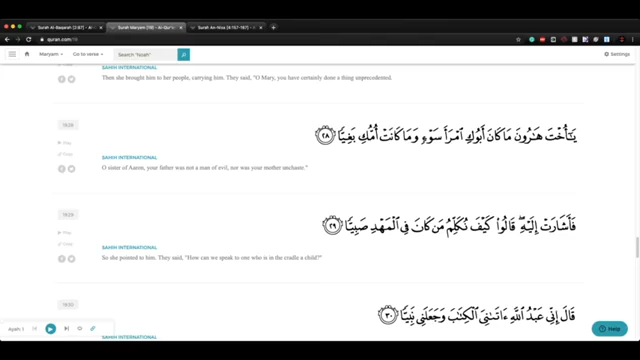 Surah Al-Baqarah [2:67] - Al-
Surah Maryam [19] - Al-Qur'a
Surah An-Nisa [4:157-167] - Al
quran.com/19
Maryam Go to verse Search "Noah" Settings
SAHIH INTERNATIONAL
Then she brought him to her people, carrying him. They said, "O Mary, you have certainly done a thing unprecedented.
19:28
يَـٰٓأُخْتَ هَـٰرُونَ مَا كَانَ أَبُوكِ ٱمْرَأَ سَوْءٍ وَمَا كَانَتْ أُمُّكِ بَغِيًّا ٢٨
Play
SAHIH INTERNATIONAL
O sister of Aaron, your father was not a man of evil, nor was your mother unchaste."
19:29
فَأَشَارَتْ إِلَيْهِ ۖ قَالُوا۟ كَيْفَ نُكَلِّمُ مَن كَانَ فِى ٱلْمَهْدِ صَبِيًّا ٢٩
Play
SAHIH INTERNATIONAL
So she pointed to him. They said, "How can we speak to one who is in the cradle a child?"
19:30
قَالَ إِنِّى عَبْدُ ٱللَّهِ ءَاتَىٰنِىَ ٱلْكِتَـٰبَ وَجَعَلَنِى نَبِيًّا ٣٠
Ayah: 1
Help